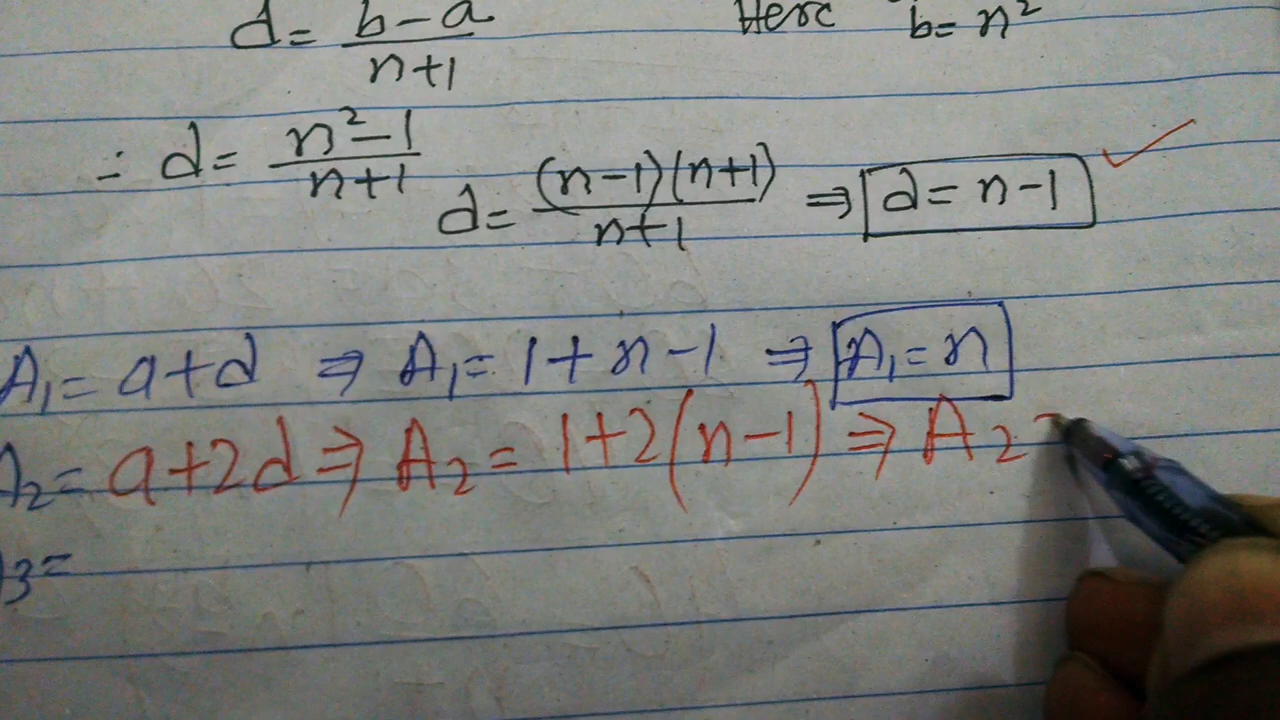 d = b-a / n+1 Here b = n²
∴ d = n²-1 / n+1 d = (n-1)(n+1) / n+1 ⇒ d = n-1 ✓
A₁ = a+d ⇒ A₁ = 1+n-1 ⇒ A₁ = n
A₂ = a+2d ⇒ A₂ = 1+2(n-1) ⇒ A₂ =
3 =